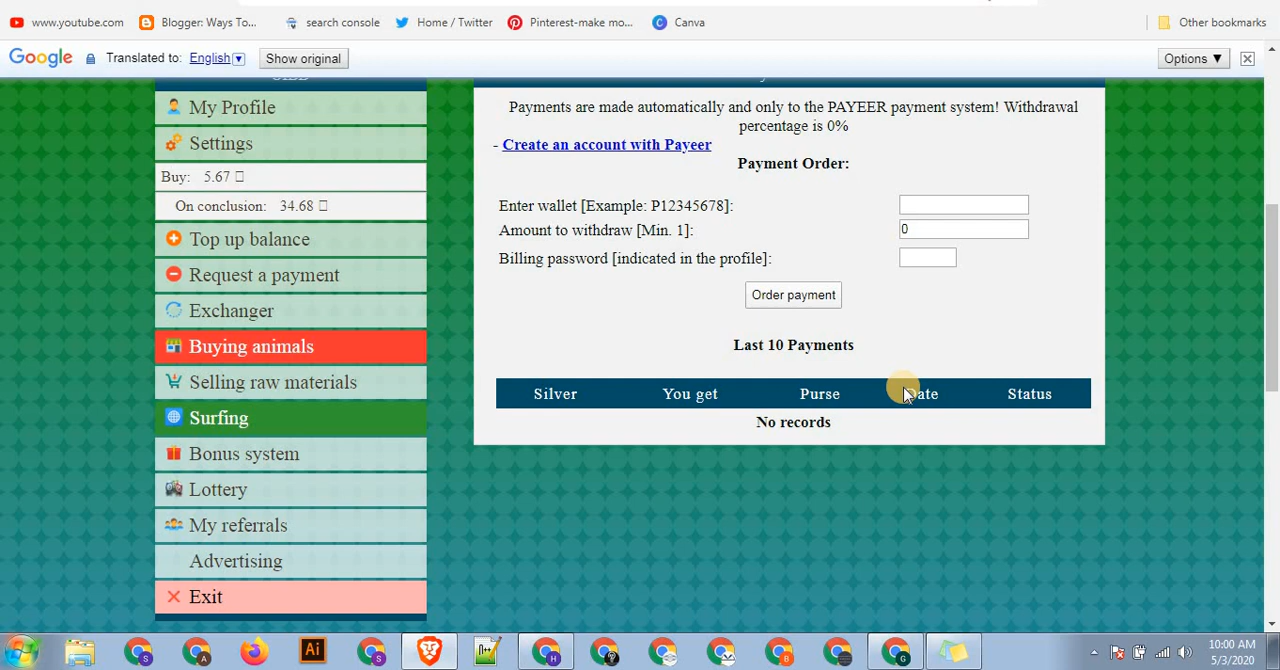 www.youtube.com Blogger: Ways To... search console Home / Twitter Pinterest-make mo... Canva Other bookmarks
Google Translated to: English Show original Options ▼
My Profile
Settings
Buy: 5.67
On conclusion: 34.68
Top up balance
Request a payment
Exchanger
Buying animals
Selling raw materials
Surfing
Bonus system
Lottery
My referrals
Advertising
Exit
Payments are made automatically and only to the PAYEER payment system! Withdrawal
percentage is 0%
- Create an account with Payeer
Payment Order:
Enter wallet [Example: P12345678]:
Amount to withdraw [Min. 1]: 0
Billing password [indicated in the profile]:
Order payment
Last 10 Payments
Silver You get Purse Date Status
No records
10:00 AM
5/3/2020